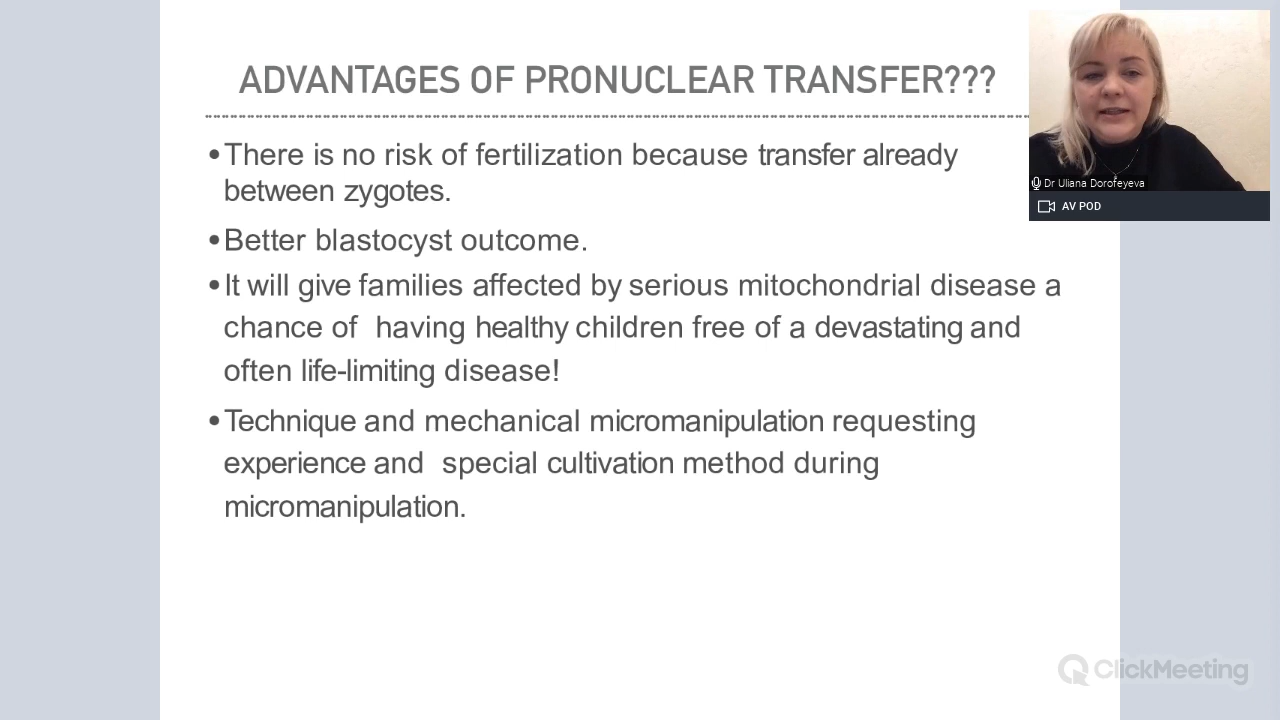 ADVANTAGES OF PRONUCLEAR TRANSFER???
•There is no risk of fertilization because transfer already
between zygotes.
•Better blastocyst outcome.
•It will give families affected by serious mitochondrial disease a
chance of having healthy children free of a devastating and
often life-limiting disease!
•Technique and mechanical micromanipulation requesting
experience and special cultivation method during
micromanipulation.
Dr Uliana Dorofeyeva
AV POD
ClickMeeting